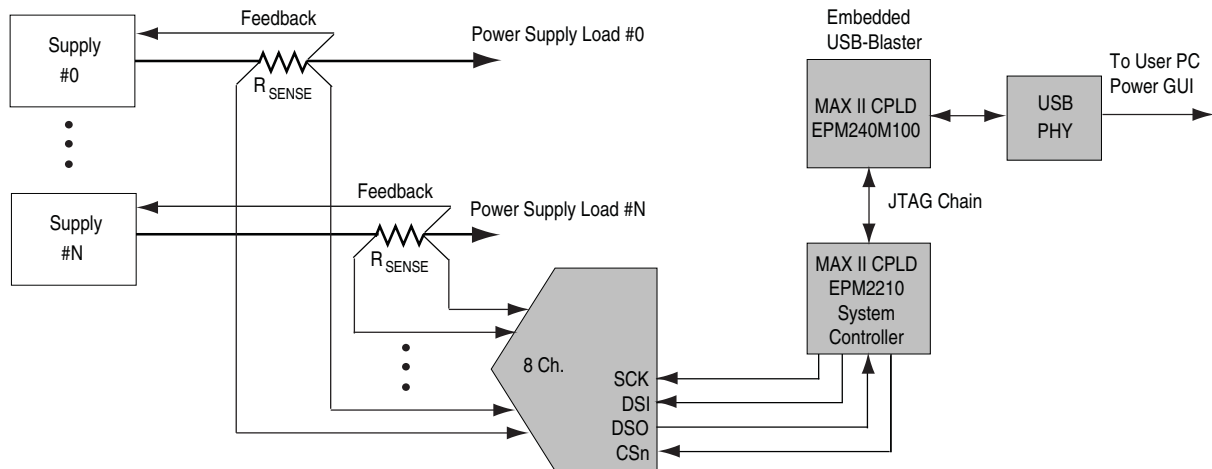 Feedback
Supply
#0
R SENSE
Power Supply Load #0
Feedback
Supply
#N
R SENSE
Power Supply Load #N
8 Ch.
SCK
DSI
DSO
CSn
Embedded
USB-Blaster
MAX II CPLD
EPM240M100
USB
PHY
To User PC
Power GUI
JTAG Chain
MAX II CPLD
EPM2210
System
Controller